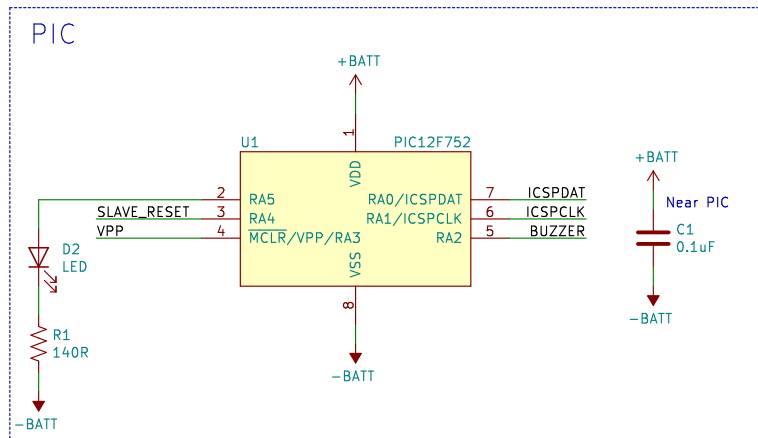 PIC
+BATT
U1
PIC12F752
1
VDD
2
RA5
SLAVE_RESET
3
RA4
VPP
4
MCLR/VPP/RA3
RA0/ICSPDAT
7
ICSPDAT
RA1/ICSPCLK
6
ICSPCLK
RA2
5
BUZZER
VSS
8
-BATT
D2
LED
R1
140R
-BATT
+BATT
Near PIC
C1
0.1uF
-BATT